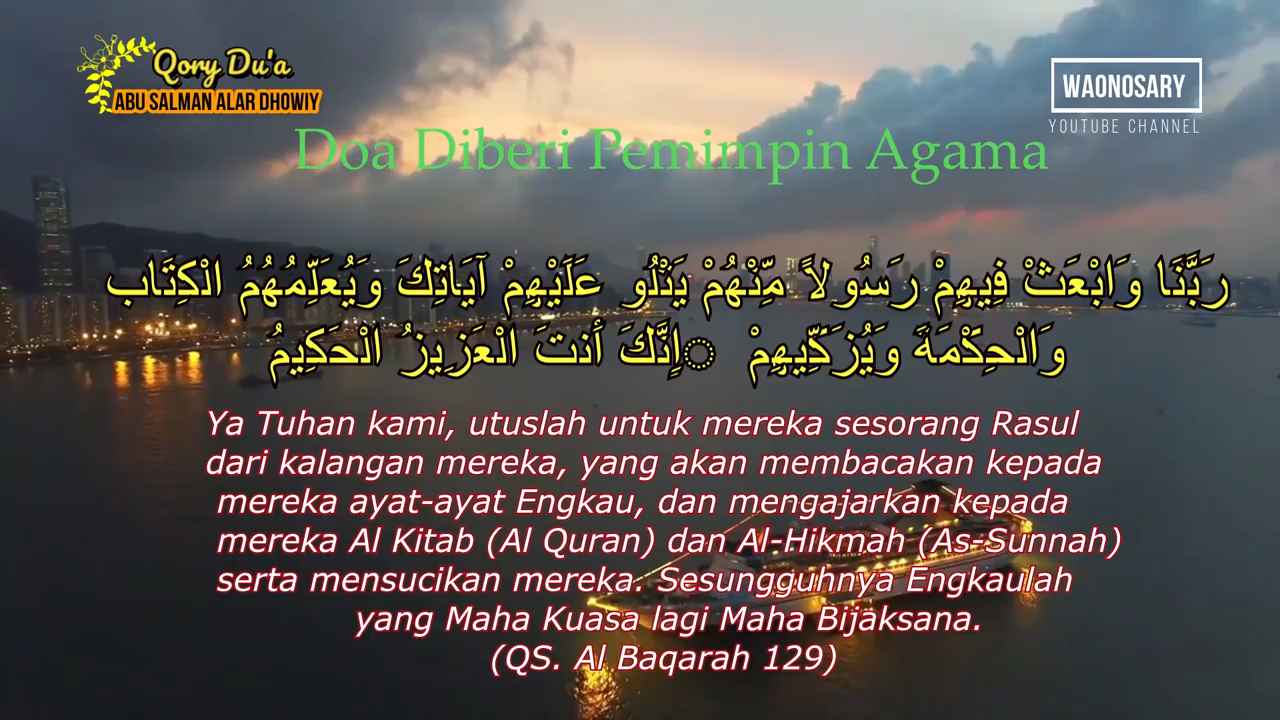 Qory Du'a
ABU SALMAN ALAR DHOWIY
WAONOSARY
YOUTUBE CHANNEL
Doa Diberi Pemimpin Agama
رَبَّنَا وَابْعَثْ فِيهِمْ رَسُولاً مِّنْهُمْ يَتْلُو عَلَيْهِمْ آيَاتِكَ وَيُعَلِّمُهُمُ الْكِتَاب
وَالْحِكْمَةَ وَيُزَكِّيهِمْ ۚ إِنَّكَ أَنتَ الْعَزِيزُ الْحَكِيمُ
Ya Tuhan kami, utuslah untuk mereka sesorang Rasul
dari kalangan mereka, yang akan membacakan kepada
mereka ayat-ayat Engkau, dan mengajarkan kepada
mereka Al Kitab (Al Quran) dan Al-Hikmah (As-Sunnah)
serta mensucikan mereka. Sesungguhnya Engkaulah
yang Maha Kuasa lagi Maha Bijaksana.
(QS. Al Baqarah 129)